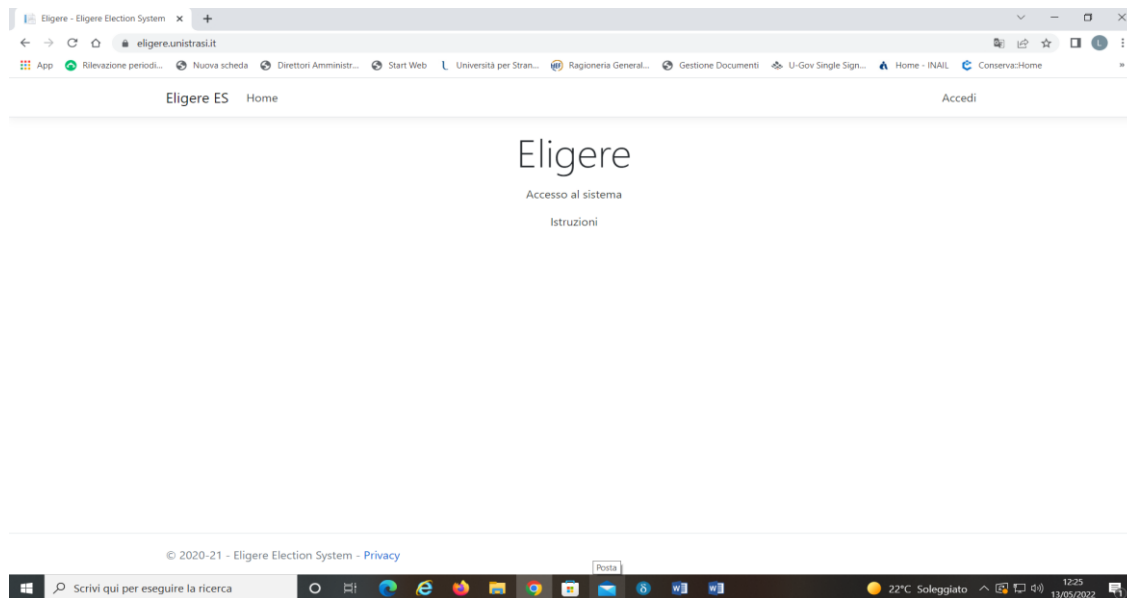 Eligere - Eligere Election System
eligere.unistrasi.it
App Rilevazione periodi... Nuova scheda Direttori Amministr... Start Web Università per Stran... Ragioneria General... Gestione Documenti U-Gov Single Sign... Home - INAIL Conserva::Home »
Eligere ES Home Accedi
Eligere
Accesso al sistema
Istruzioni
© 2020-21 - Eligere Election System - Privacy
Posta
Scrivi qui per eseguire la ricerca 22°C Soleggiato 12:25
13/05/2022